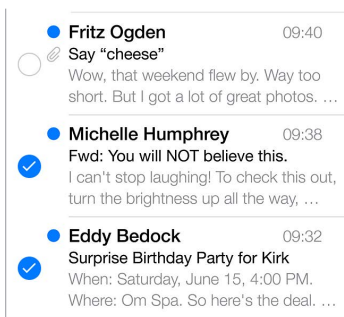 Fritz Ogden 09:40
Say “cheese”
Wow, that weekend flew by. Way too
short. But I got a lot of great photos. …
Michelle Humphrey 09:38
Fwd: You will NOT believe this.
I can't stop laughing! To check this out,
turn the brightness up all the way, …
Eddy Bedock 09:32
Surprise Birthday Party for Kirk
When: Saturday, June 15, 4:00 PM.
Where: Om Spa. So here's the deal. …